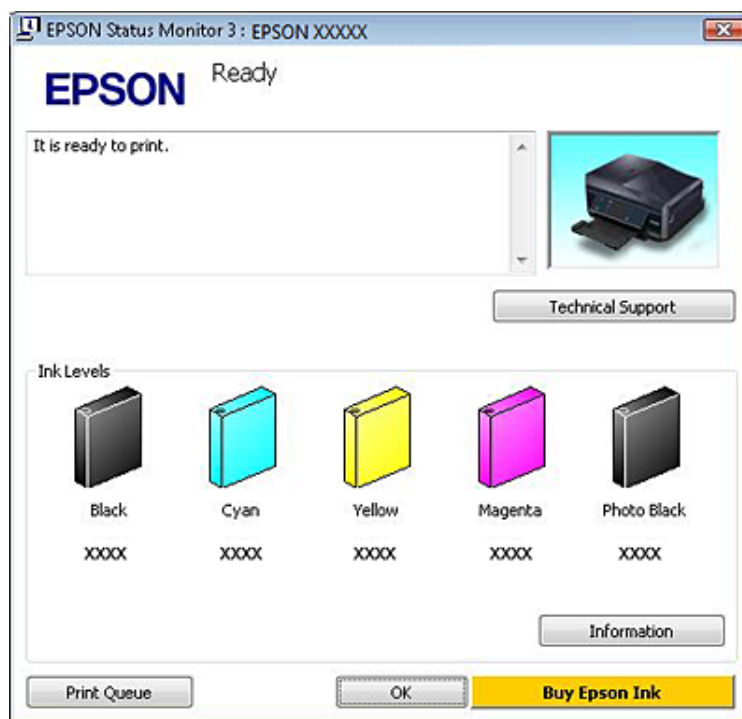 EPSON Status Monitor 3 : EPSON XXXXX
EPSON
Ready
It is ready to print.
Technical Support
Ink Levels
Black Cyan Yellow Magenta Photo Black
XXXX XXXX XXXX XXXX XXXX
Information
Print Queue OK Buy Epson Ink